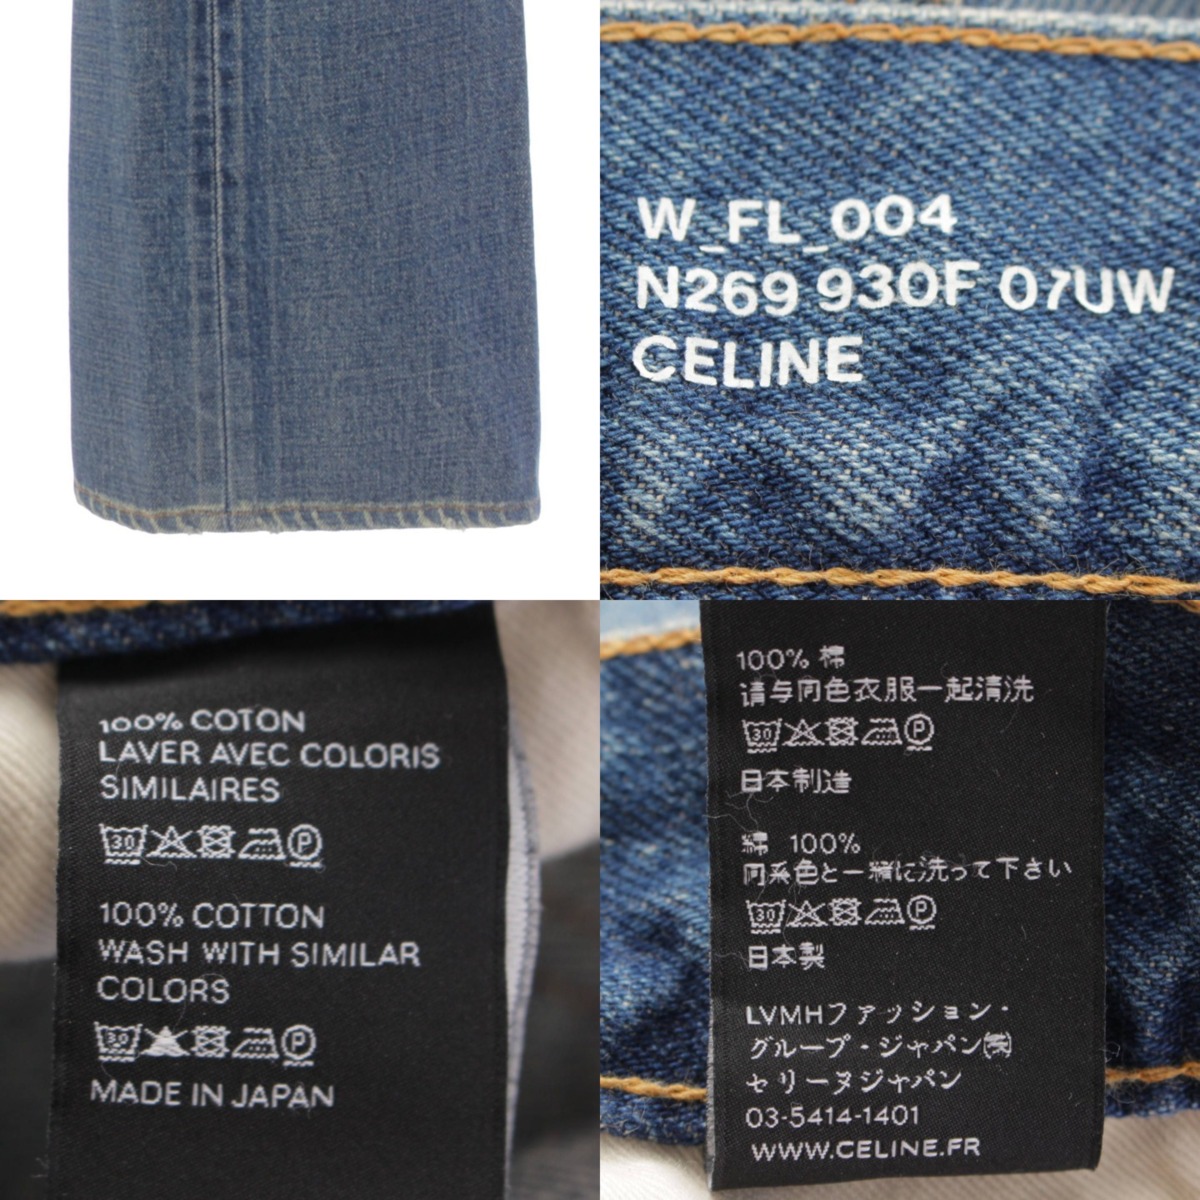 W_FL_004
N269 930F 07UW
CELINE
100% COTON
LAVER AVEC COLORIS
SIMILAIRES
30 P
100% COTTON
WASH WITH SIMILAR
COLORS
30 P
MADE IN JAPAN
100% 棉
请与同色衣服一起清洗
30 P
日本制造
綿 100%
同系色と一緒に洗って下さい
30 P
日本製
LVMHファッション・
グループ・ジャパン㈱
セリーヌジャパン
03-5414-1401
WWW.CELINE.FR